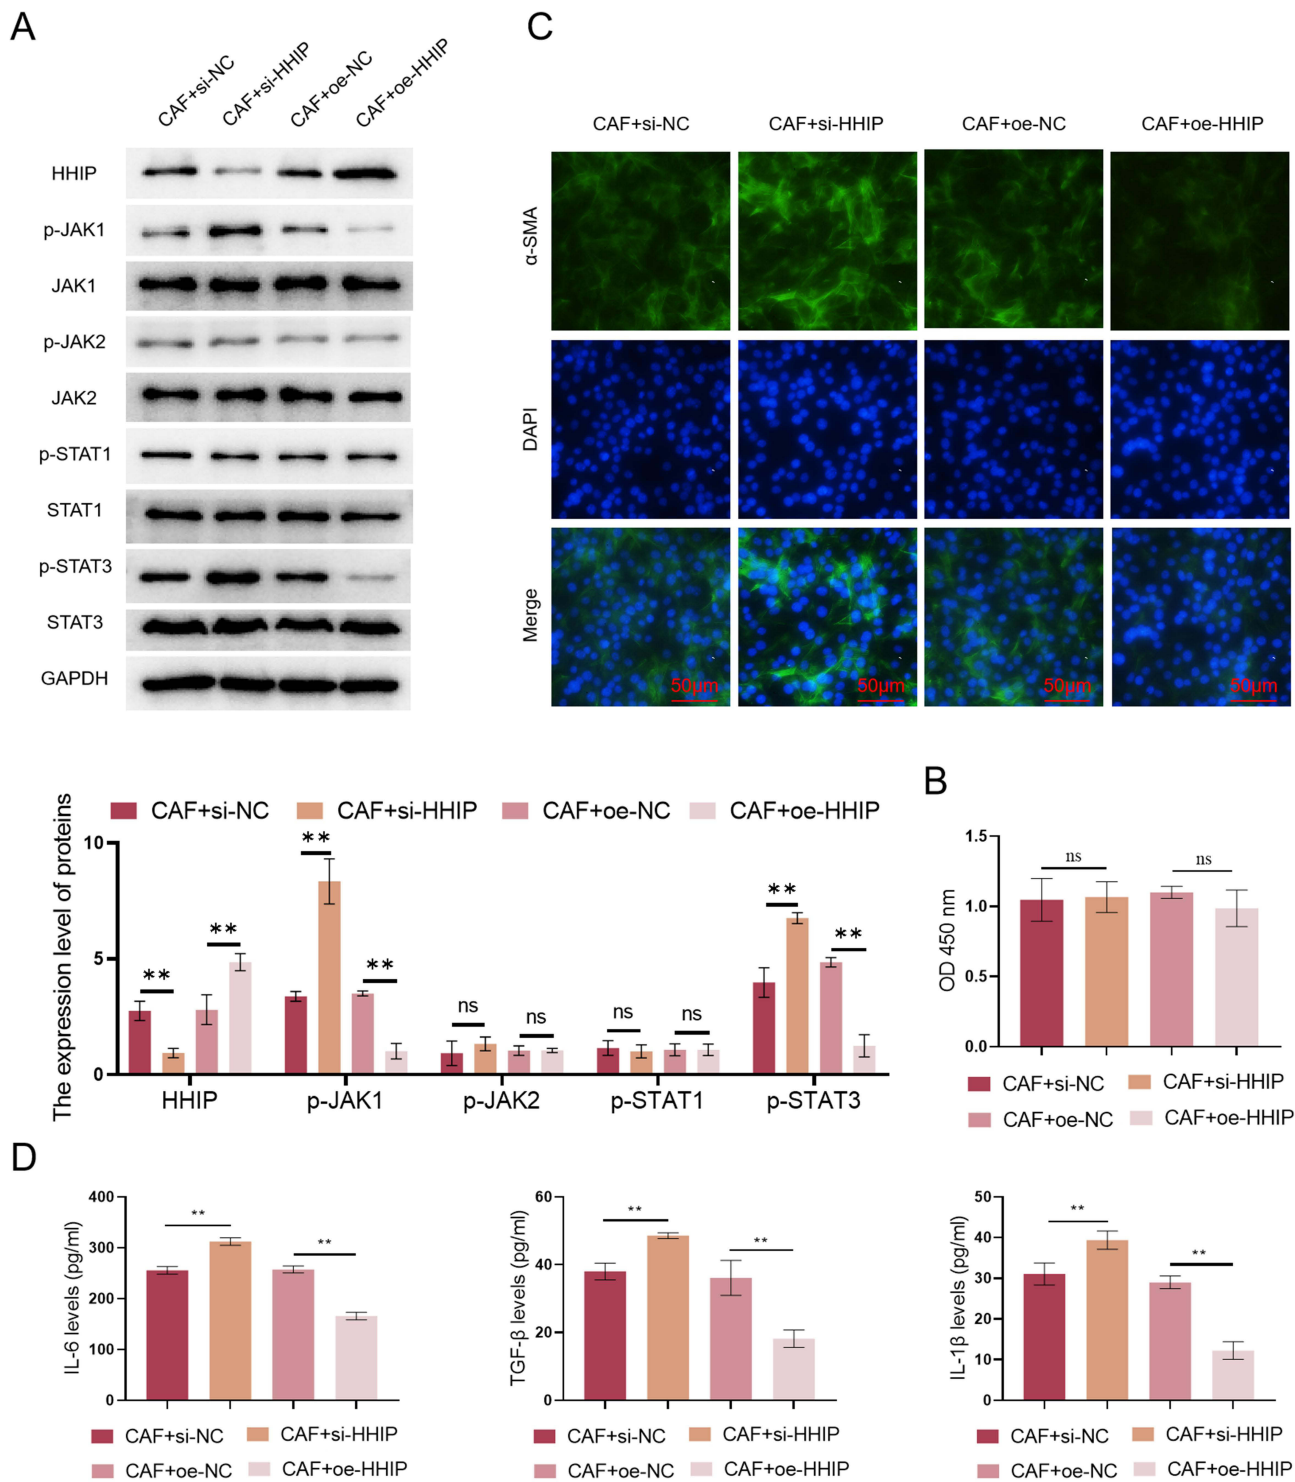 A
CAF+si-NC
CAF+si-HHIP
CAF+oe-NC
CAF+oe-HHIP
HHIP
p-JAK1
JAK1
p-JAK2
JAK2
p-STAT1
STAT1
p-STAT3
STAT3
GAPDH
C
CAF+si-NC CAF+si-HHIP CAF+oe-NC CAF+oe-HHIP
α-SMA
DAPI
Merge
50μm 50μm 50μm 50μm
CAF+si-NC CAF+si-HHIP CAF+oe-NC CAF+oe-HHIP
The expression level of proteins
10
5
0
** ** ** ** ns ns ns ns ** **
HHIP p-JAK1 p-JAK2 p-STAT1 p-STAT3
B
OD 450 nm
1.5
1.0
0.5
0.0
ns ns
CAF+si-NC CAF+si-HHIP
CAF+oe-NC CAF+oe-HHIP
D
IL-6 levels (pg/ml)
400
300
200
100
0
** **
CAF+si-NC CAF+si-HHIP
CAF+oe-NC CAF+oe-HHIP
TGF-β levels (pg/ml)
60
40
20
0
** **
CAF+si-NC CAF+si-HHIP
CAF+oe-NC CAF+oe-HHIP
IL-1β levels (pg/ml)
50
40
30
20
10
0
** **
CAF+si-NC CAF+si-HHIP
CAF+oe-NC CAF+oe-HHIP